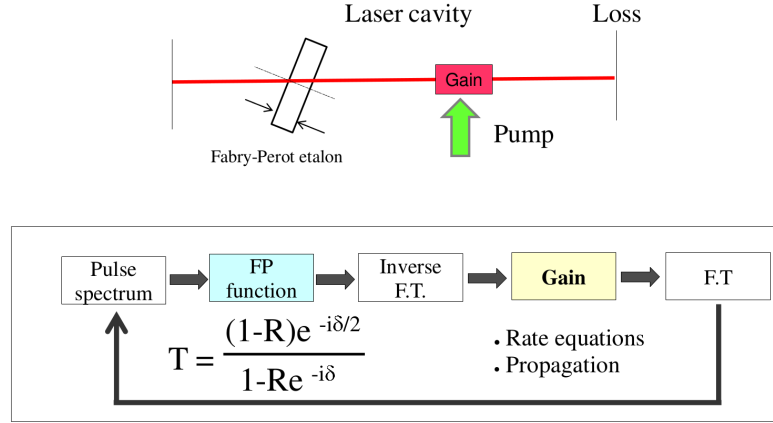 Laser cavity
Loss
Gain
Pump
Fabry-Perot etalon
Pulse
spectrum
FP
function
Inverse
F.T.
Gain
F.T
T = (1-R)e -iδ/2
1-Re -iδ
• Rate equations
• Propagation